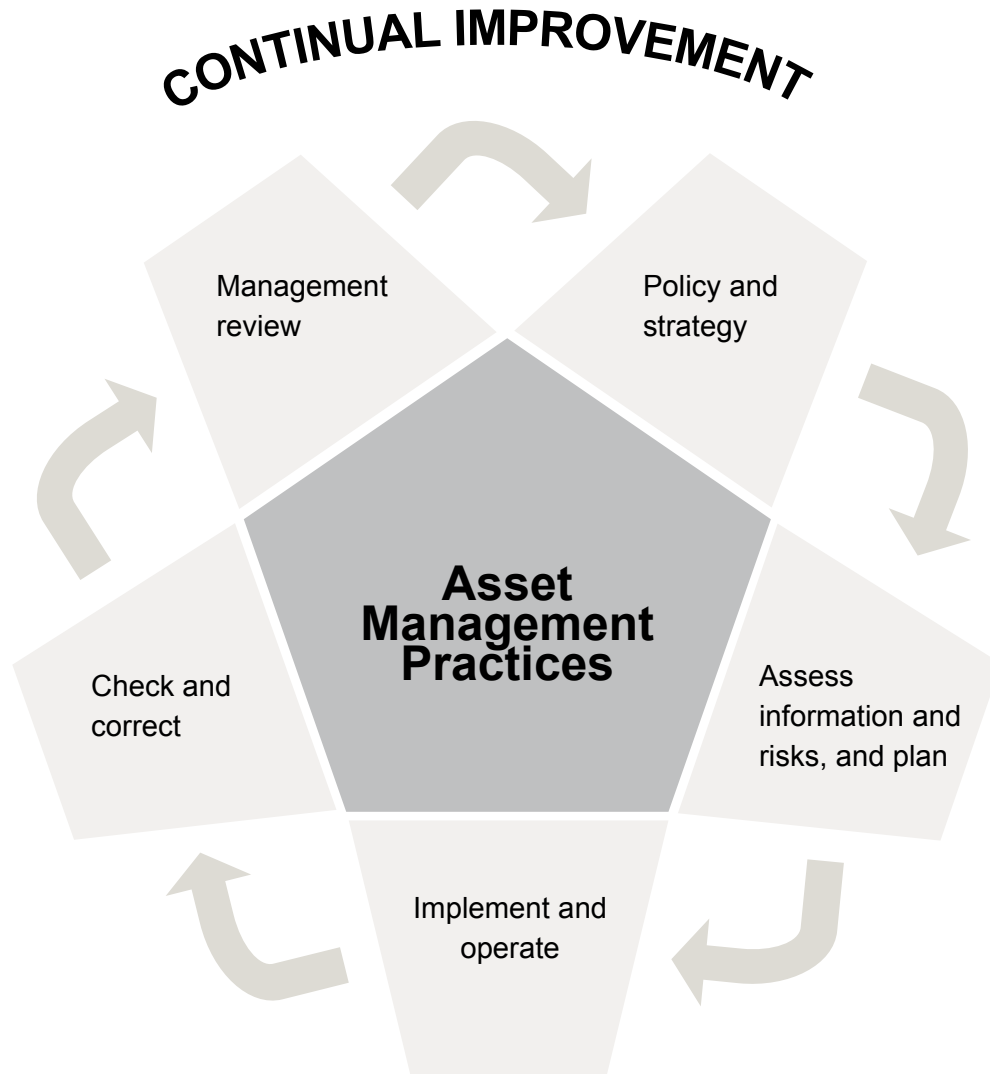 CONTINUAL IMPROVEMENT
Management
review
Policy and
strategy
Asset
Management
Practices
Check and
correct
Assess
information and
risks, and plan
Implement and
operate